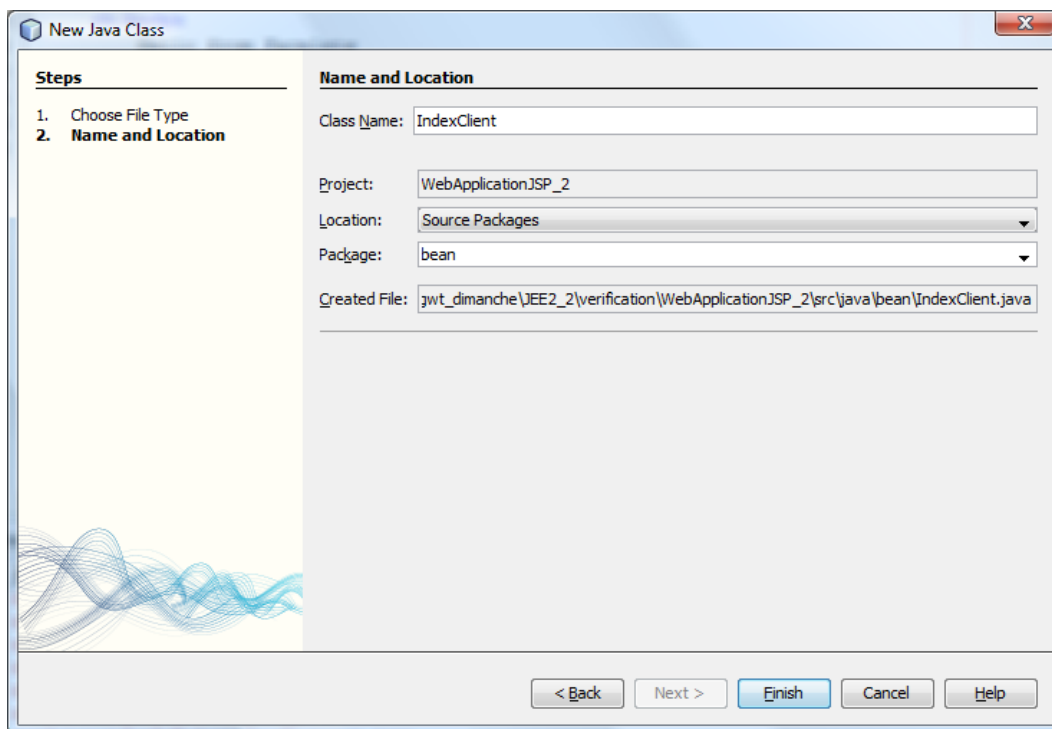 New Java Class
Steps
1. Choose File Type
2. Name and Location
Name and Location
Class Name: IndexClient
Project: WebApplicationJSP_2
Location: Source Packages
Package: bean
Created File: gwt_dimanche\JEE2_2\verification\WebApplicationJSP_2\src\java\bean\IndexClient.java
< Back Next > Finish Cancel Help